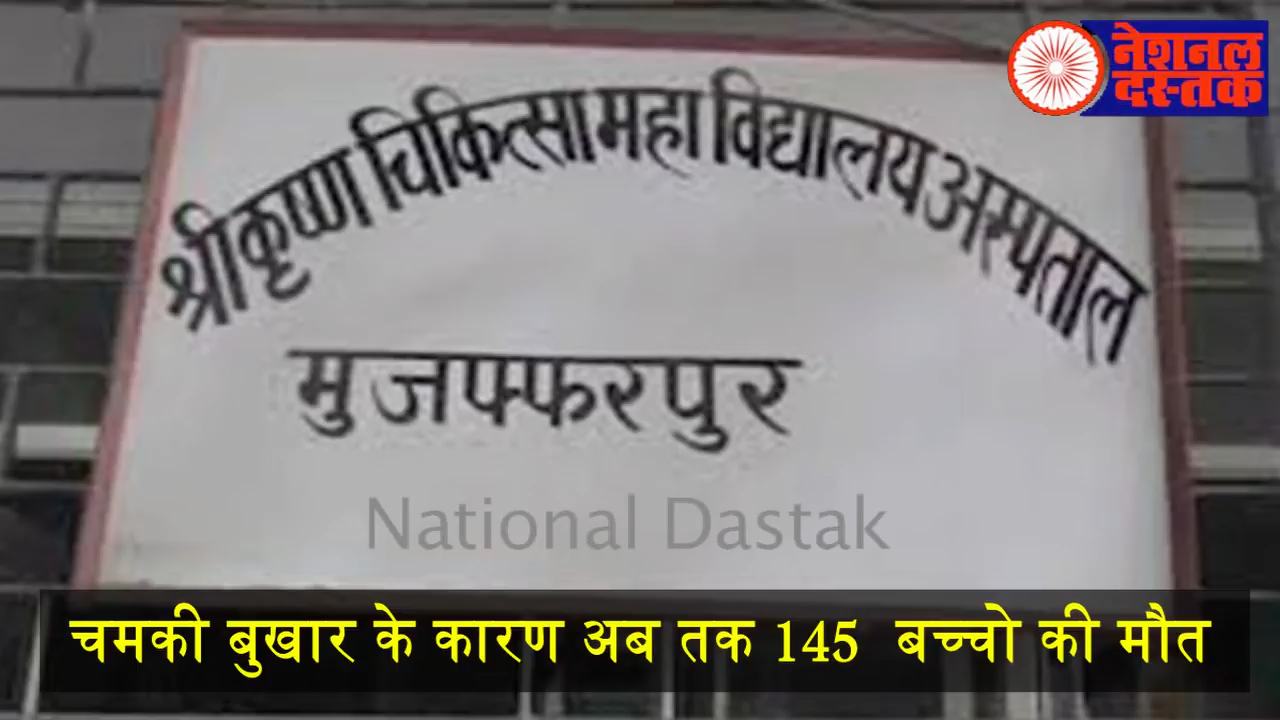 नेशनल
दस्तक
श्रीकृष्ण चिकित्सा महा विद्यालय अस्पताल
मुजफ्फरपुर
National Dastak
चमकी बुखार के कारण अब तक 145 बच्चो की मौत